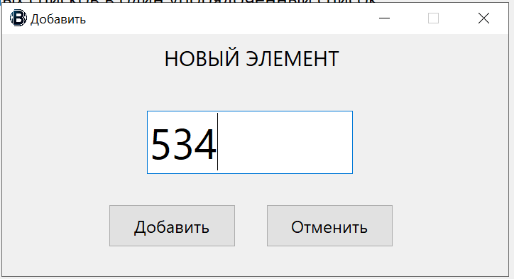 Добавить
НОВЫЙ ЭЛЕМЕНТ
534
Добавить
Отменить